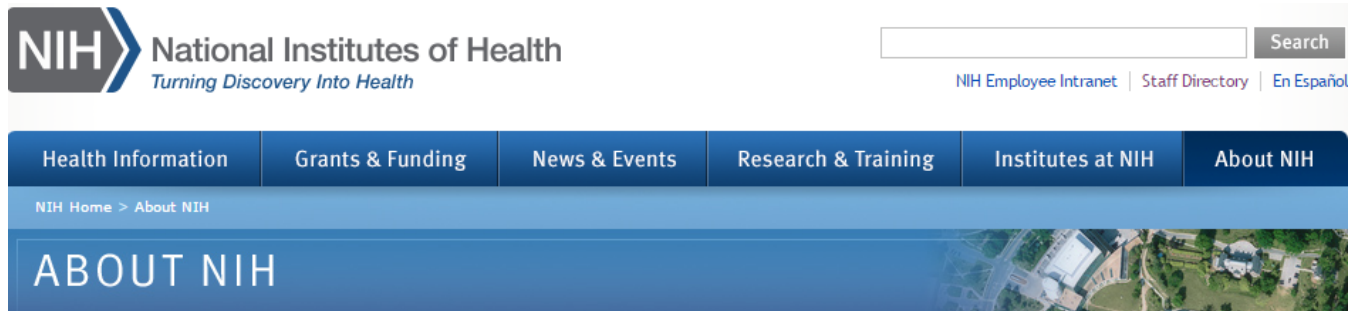 NIH National Institutes of Health
Turning Discovery Into Health
Search
NIH Employee Intranet | Staff Directory | En Español
Health Information Grants & Funding News & Events Research & Training Institutes at NIH About NIH
NIH Home > About NIH
ABOUT NIH